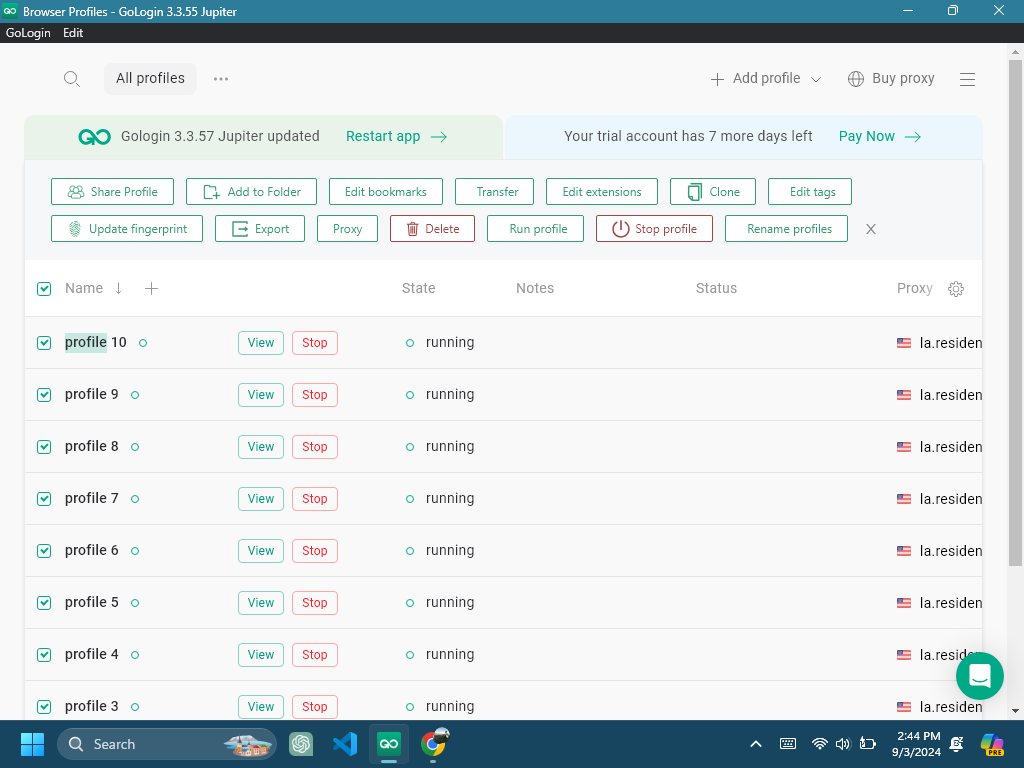 Browser Profiles - GoLogin 3.3.55 Jupiter
GoLogin Edit
All profiles
Add profile
Buy proxy
Gologin 3.3.57 Jupiter updated Restart app
Your trial account has 7 more days left Pay Now
Share Profile Add to Folder Edit bookmarks Transfer Edit extensions Clone Edit tags
Update fingerprint Export Proxy Delete Run profile Stop profile Rename profiles
Name State Notes Status Proxy
profile 10 View Stop running la.residen
profile 9 View Stop running la.residen
profile 8 View Stop running la.residen
profile 7 View Stop running la.residen
profile 6 View Stop running la.residen
profile 5 View Stop running la.residen
profile 4 View Stop running la.reside
profile 3 View Stop running la.residen
Search
2:44 PM
9/3/2024
PRE